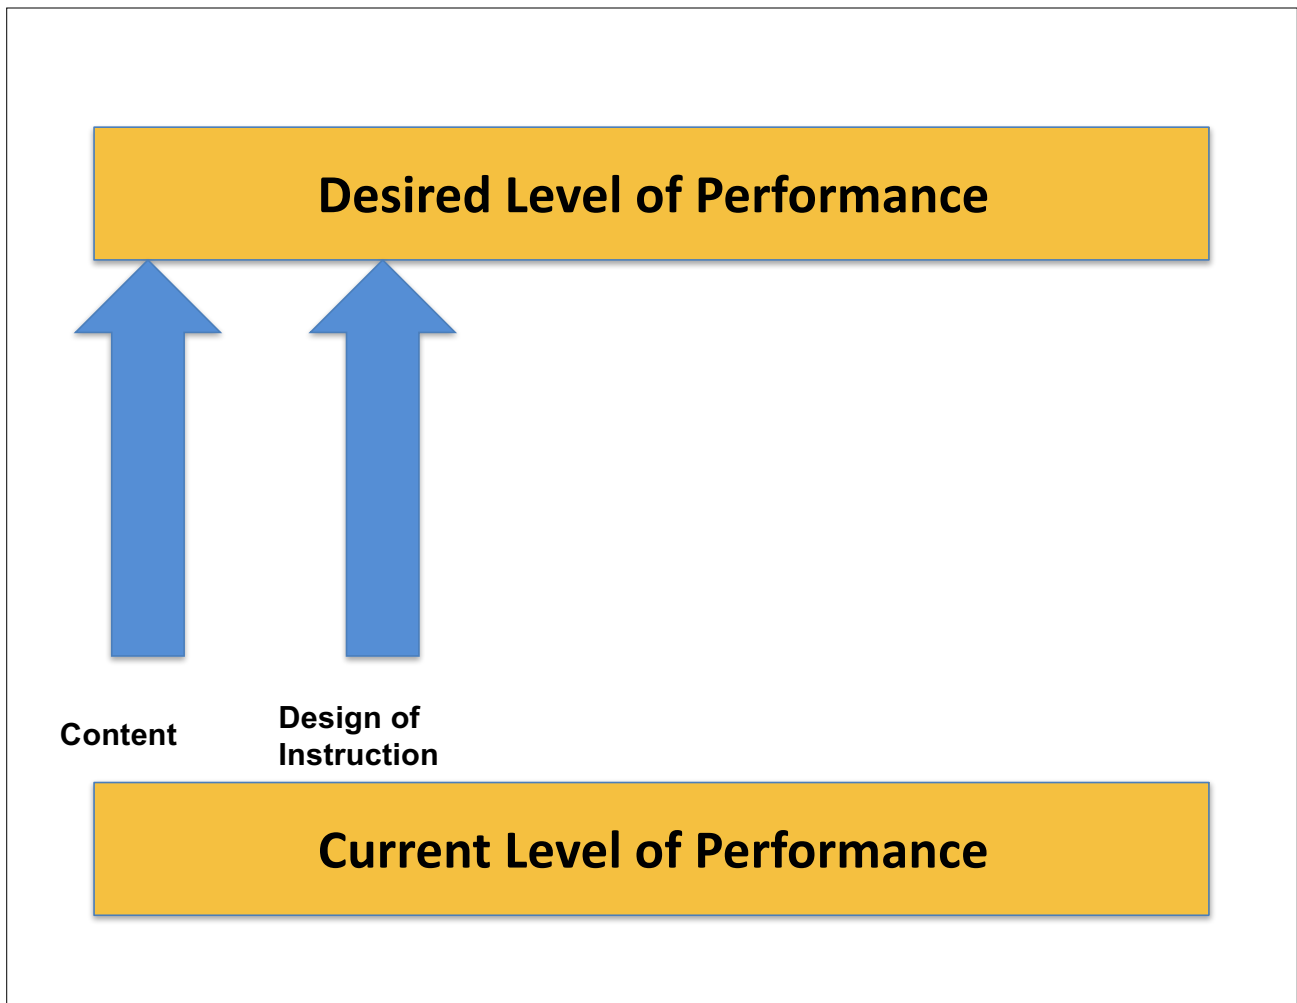 Desired Level of Performance
Content
Design of
Instruction
Current Level of Performance